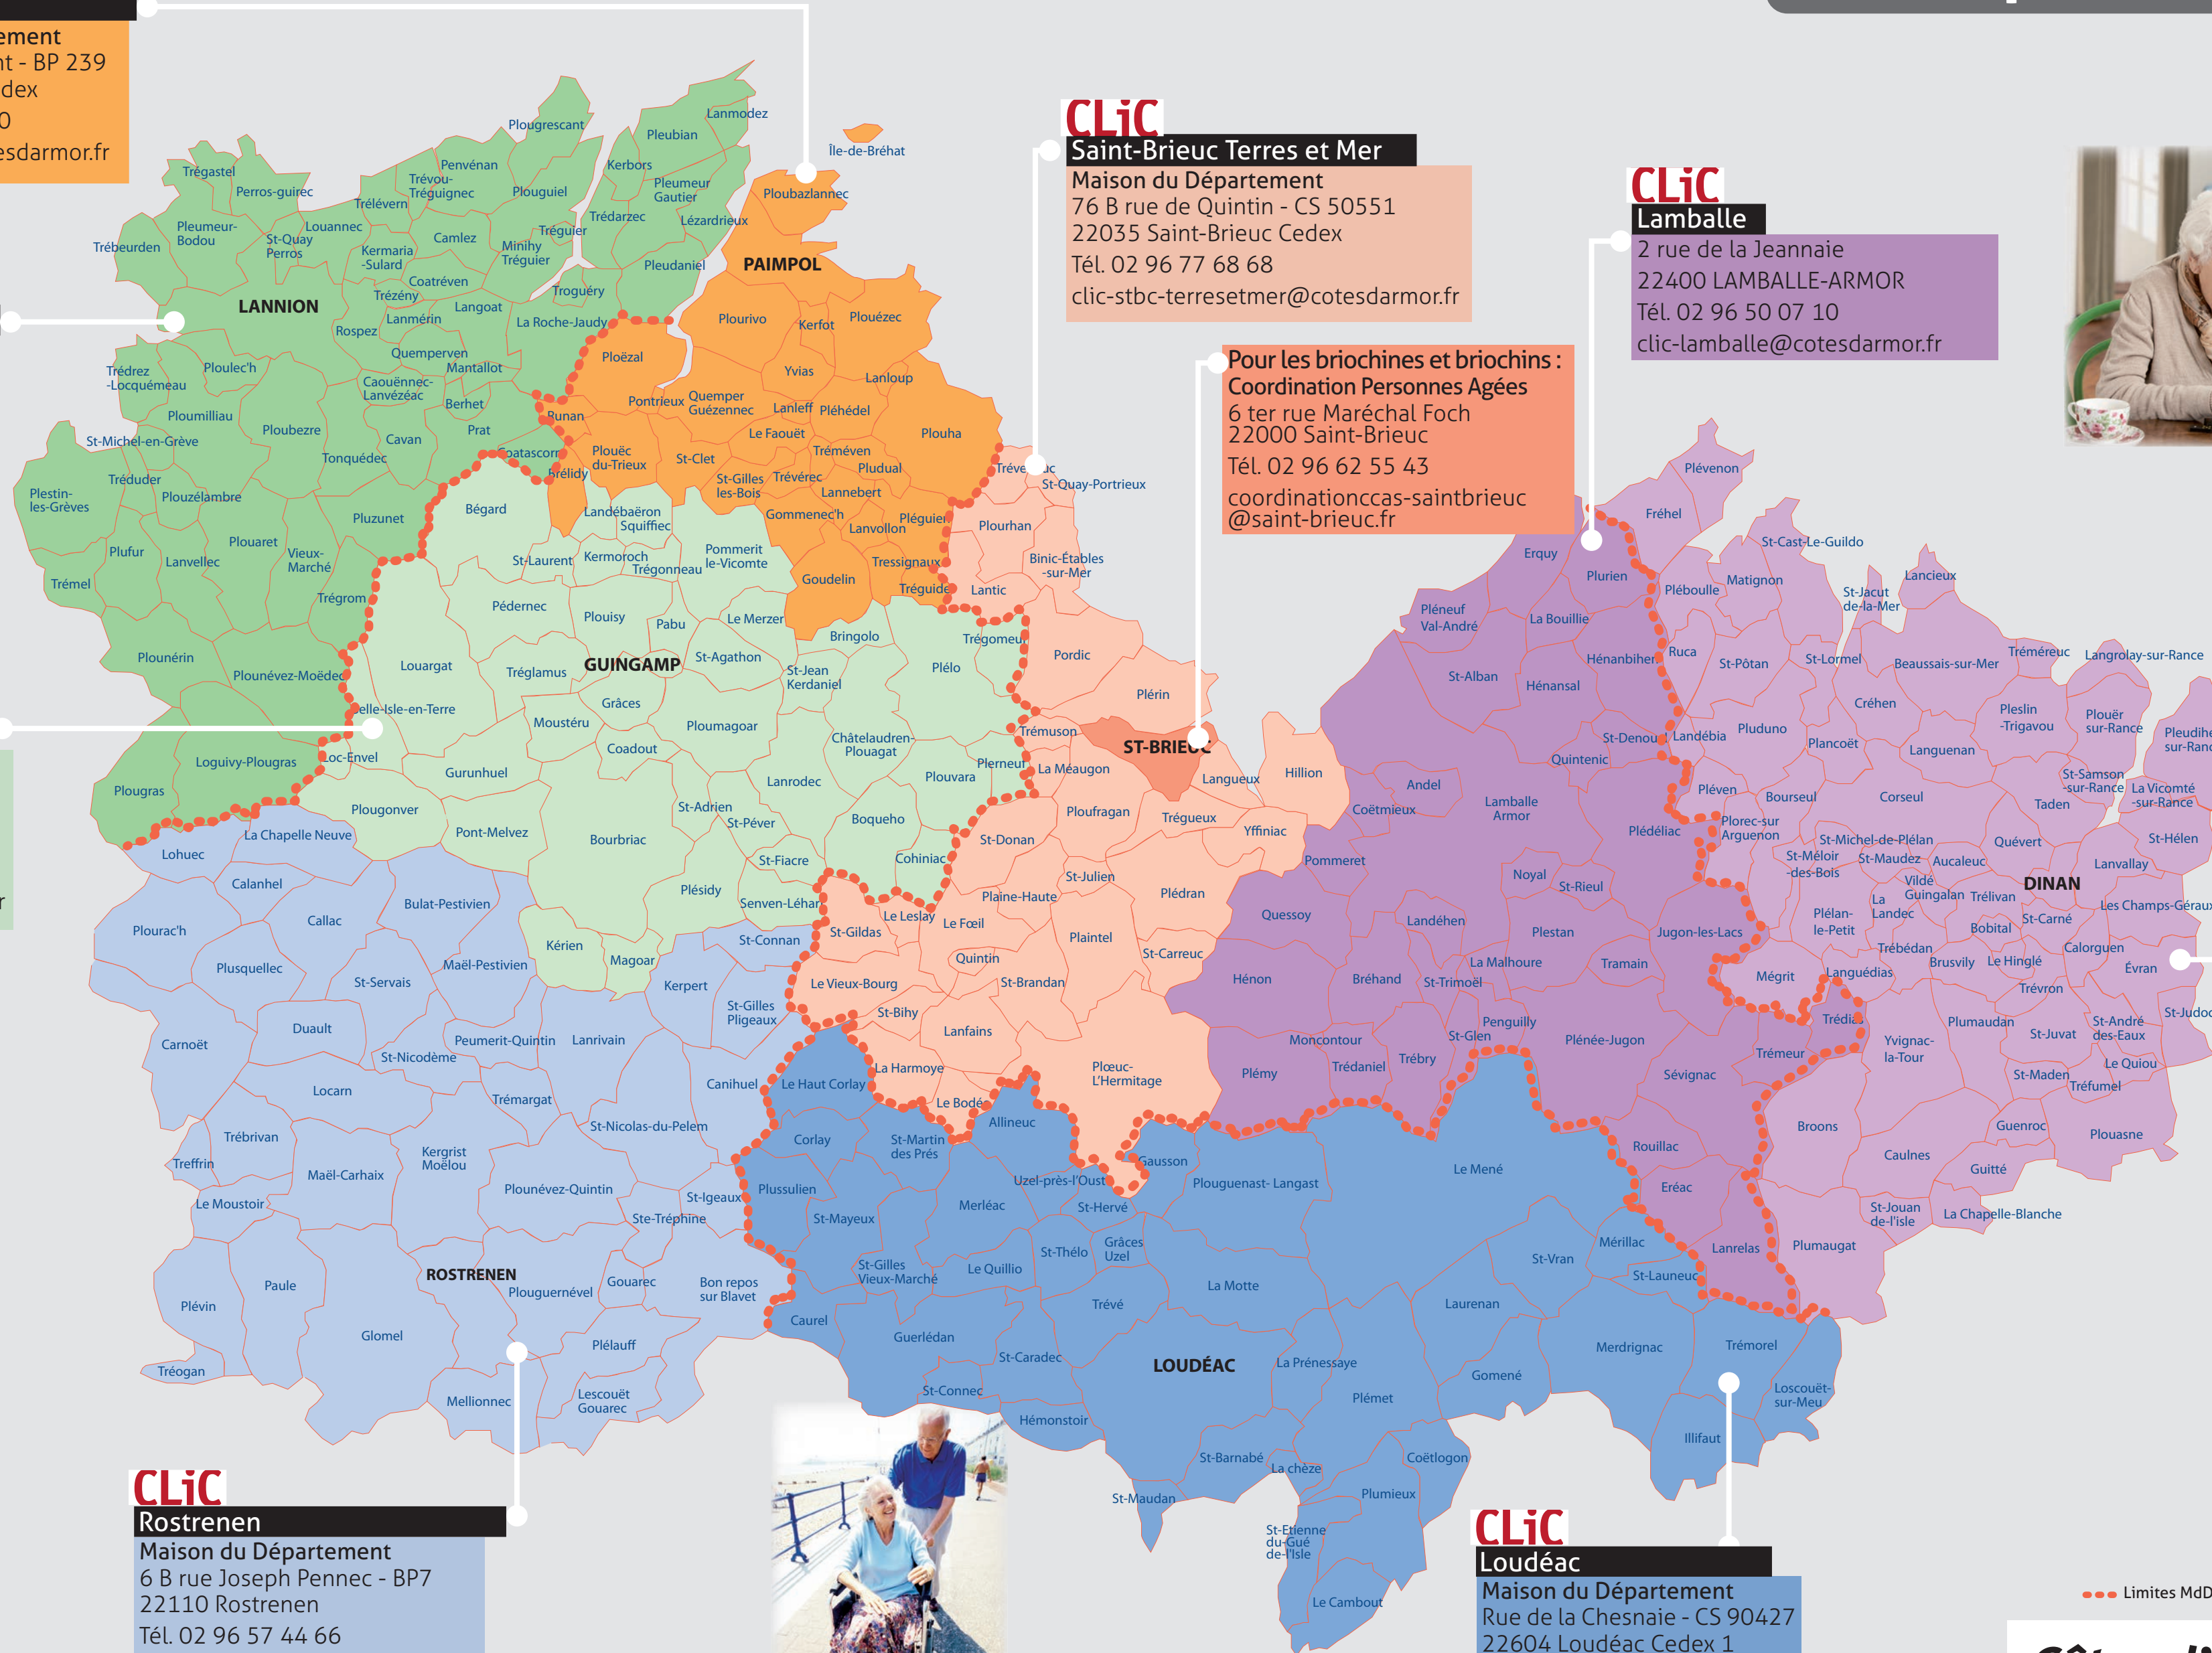 ement
nt - BP 239
dex
0
esdarmor.fr
CLiC
Saint-Brieuc Terres et Mer
Maison du Département
76 B rue de Quintin - CS 50551
22035 Saint-Brieuc Cedex
Tél. 02 96 77 68 68
clic-stbc-terresetmer@cotesdarmor.fr
CLiC
Lamballe
2 rue de la Jeannaie
22400 LAMBALLE-ARMOR
Tél. 02 96 50 07 10
clic-lamballe@cotesdarmor.fr
Pour les briochines et briochins :
Coordination Personnes Agées
6 ter rue Maréchal Foch
22000 Saint-Brieuc
Tél. 02 96 62 55 43
coordinationccas-saintbrieuc
@saint-brieuc.fr
Lanmodez
Plougrescant
Pleubian
Île-de-Bréhat
Trégastel
Penvénan
Kerbors
Perros-guirec
Trévou-
Tréguignec
Plouguiel
Pleumeur
Gautier
Ploubazlannec
Trélévern
Trédarzec
Lézardrieux
Pleumeur-
Bodou
Louannec
Tréguier
Trébeurden
St-Quay
Perros
Kermaria
-Sulard
Camlez
Minihy
Tréguier
Pleudaniel
PAIMPOL
Coatréven
Trézény
Troguéry
LANNION
Langoat
Lanmérin
Rospez
La Roche-Jaudy
Plourivo
Kerfot
Plouézec
Quemperven
Mantallot
Ploëzal
Trédrez
-Locquémeau
Ploulec'h
Caouënnec-
Lanvézéac
Yvias
Lanloup
Berhet
Pontrieux
Quemper
Guézennec
Lanleff
Pléhédel
Ploumilliau
Runan
Ploubezre
Prat
Le Faouët
Plouha
St-Michel-en-Grève
Cavan
Tonquédec
Coatascorn
Plouëc
du-Trieux
St-Clet
Tréméven
Pludual
Brélidy
St-Gilles
les-Bois
Trévérec
Lannebert
Tréduder
Plouzélambre
Plestin-
les-Grèves
Bégard
Landébaëron
Squiffiec
Gommenec'h
Lanvollon
Pléguien
Pluzunet
Plouaret
Plufur
Lanvellec
Vieux-
Marché
St-Laurent
Kermoroch
Trégonneau
Pommerit
le-Vicomte
Goudelin
Tressignaux
Tréguidel
Trémel
Trégrom
Pédernec
Plouisy
Pabu
Le Merzer
Bringolo
Trégomeur
Plounérin
Plounévez-Moëdec
Louargat
Tréglamus
GUINGAMP
St-Agathon
St-Jean
Kerdaniel
Plélo
Belle-Isle-en-Terre
Moustéru
Grâces
Ploumagoar
Coadout
Châtelaudren-
Plouagat
Loguivy-Plougras
Loc-Envel
Gurunhuel
Lanrodec
Plerneuf
Plouvara
Plougras
Plougonver
Pont-Melvez
St-Adrien
St-Péver
Bourbriac
Boqueho
Cohiniac
St-Fiacre
Plésidy
Senven-Léhart
Kérien
Magoar
St-Quay-Portrieux
Plourhan
Binic-Étables
-sur-Mer
Lantic
Pordic
Plérin
Trémuson
ST-BRIEUC
La Méaugon
Langueux
Hillion
Ploufragan
Trégueux
Yffiniac
St-Donan
St-Julien
Plédran
Plaine-Haute
Le Leslay
St-Gildas
Le Fœil
Plaintel
St-Carreuc
Quintin
Le Vieux-Bourg
St-Brandan
St-Bihy
Lanfains
La Harmoye
Plœuc-
L'Hermitage
Plévenon
Fréhel
St-Cast-Le-Guildo
Erquy
Plurien
Matignon
Pléboulle
St-Jacut
de-la-Mer
Lancieux
Pléneuf
Val-André
La Bouillie
Hénanbihen
Ruca
St-Pôtan
St-Lormel
Beaussais-sur-Mer
Tréméreuc
Langrolay-sur-Rance
St-Alban
Hénansal
Créhen
Pleslin
-Trigavou
Plouër
sur-Rance
Pluduno
Landébia
Plancoët
Languenan
Quintenic
Pléven
Bourseul
Corseul
St-Samson
-sur-Rance
Taden
La Vicomté
-sur-Rance
Andel
Coëtmieux
Lamballe
Armor
Plédéliac
Plorec-sur
Arguenon
St-Michel-de-Plélan
Quévert
St-Hélen
St-Méloir
-des-Bois
St-Maudez
Aucaleuc
Lanvallay
Pommeret
Noyal
St-Rieul
Vildé
Guingalan
Trélivan
DINAN
La
Landec
Les Champs-Géraux
Quessoy
Landéhen
Plestan
Jugon-les-Lacs
Plélan-
le-Petit
Bobital
St-Carné
Trébédan
Brusvily
Le Hinglé
Calorguen
Évran
La Malhoure
Tramain
Mégrit
Languédias
Hénon
Bréhand
St-Trimoël
Trévron
Penguilly
Trédias
Plumaudan
St-André
des-Eaux
St-Juvat
Moncontour
St-Glen
Plénée-Jugon
Yvignac-
la-Tour
Trémeur
Le Quiou
Plémy
Trédaniel
Trébry
Sévignac
St-Maden
Tréfumel
Broons
Guenroc
Plouasne
Rouillac
Caulnes
Guitté
Eréac
St-Jouan
de-l'isle
La Chapelle-Blanche
Lanrelas
Plumaugat
Lohuec
La Chapelle Neuve
Calanhel
Callac
Bulat-Pestivien
Plourac'h
St-Connan
Plusquellec
Maël-Pestivien
St-Servais
Kerpert
St-Gilles
Pligeaux
Duault
Carnoët
Peumerit-Quintin
Lanrivain
St-Nicodème
Locarn
Canihuel
Trémargat
St-Nicolas-du-Pelem
Trébrivan
Treffrin
Kergrist
Moëlou
Maël-Carhaix
Le Moustoir
Plounévez-Quintin
St-Igeaux
Ste-Tréphine
ROSTRENEN
Paule
Plouguernével
Gouarec
Bon repos
sur Blavet
Plévin
Glomel
Plélauff
Tréogan
Mellionnec
Lescouët
Gouarec
Le Haut Corlay
Allineuc
Corlay
St-Martin
des Prés
Gausson
Uzel-près-l'Oust
Plussulien
Merléac
St-Hervé
Plouguenast- Langast
Le Mené
St-Mayeux
St-Thélo
Grâces
Uzel
St-Gilles
Vieux-Marché
Le Quillio
Mérillac
St-Vran
St-Launeuc
La Motte
Trévé
Laurenan
Caurel
Guerlédan
St-Caradec
LOUDÉAC
La Prénessaye
Merdrignac
Trémorel
St-Connec
Plémet
Gomené
Loscouët-
sur-Meu
Hémonstoir
Illifaut
St-Barnabé
La chèze
Coëtlogon
St-Maudan
Plumieux
St-Etienne
du-Gué
de-l'Isle
Le Cambout
CLiC
Rostrenen
Maison du Département
6 B rue Joseph Pennec - BP7
22110 Rostrenen
Tél. 02 96 57 44 66
CLiC
Loudéac
Maison du Département
Rue de la Chesnaie - CS 90427
22604 Loudéac Cedex 1
Limites MdD